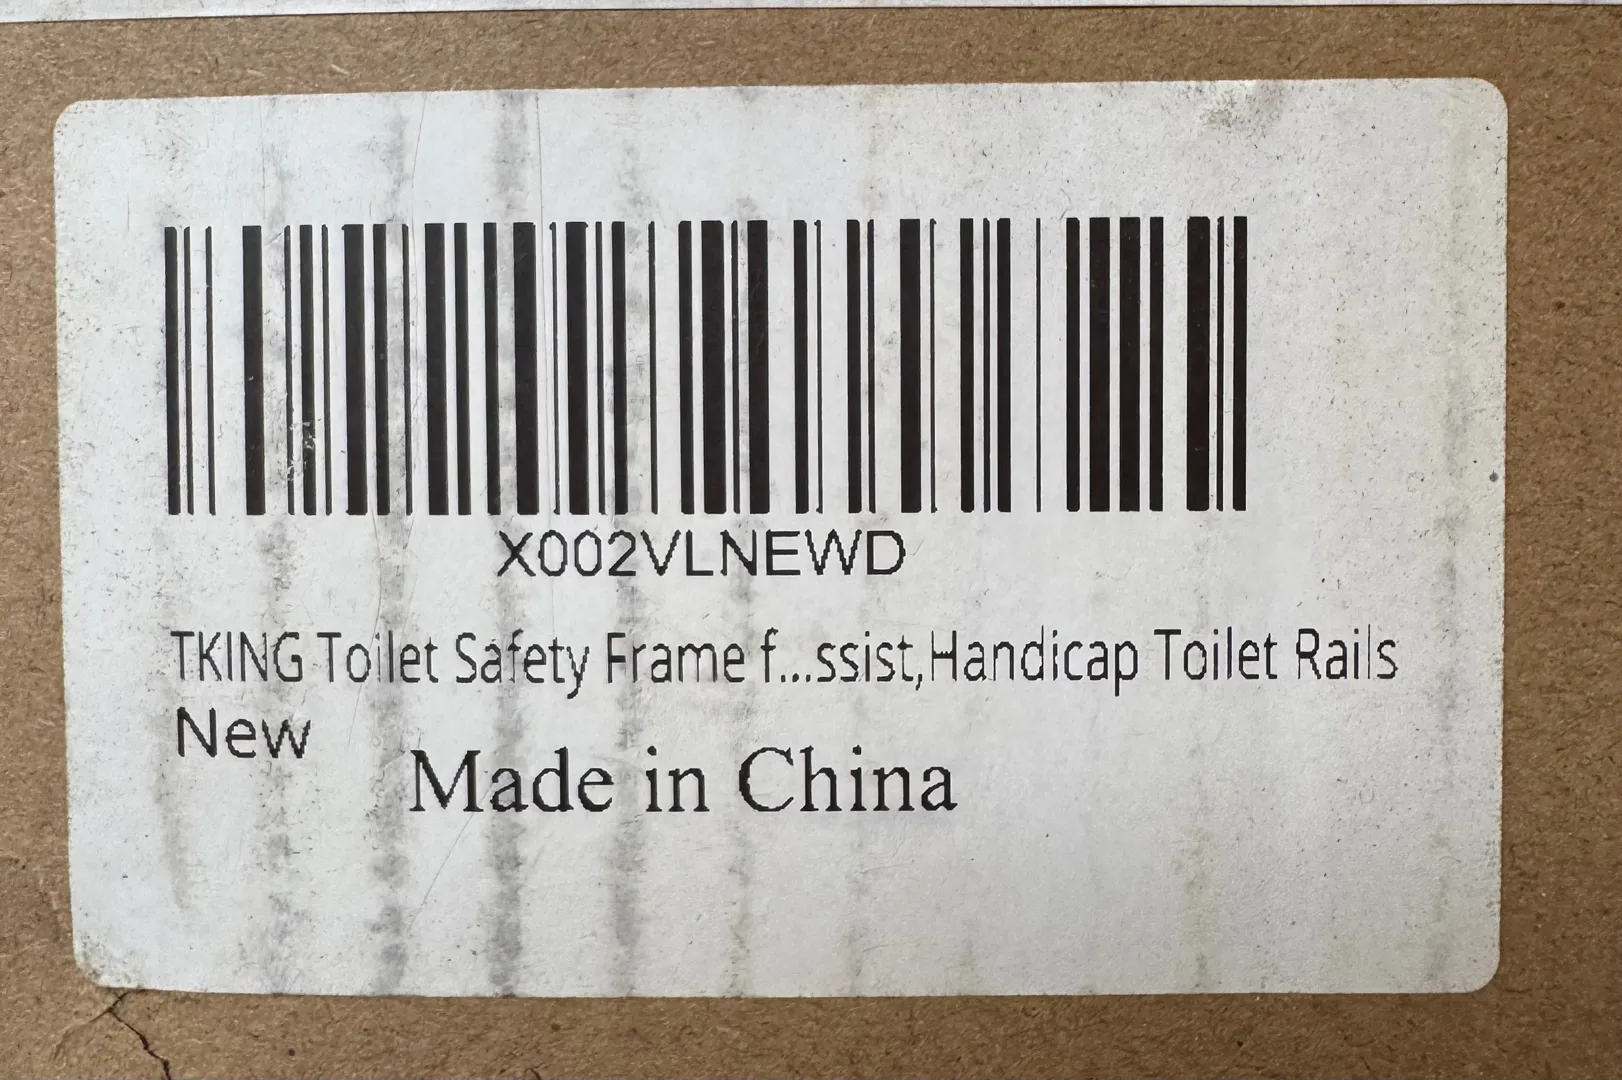 X002VLNEWD
TKING Toilet Safety Frame f...ssist,Handicap Toilet Rails
New
Made in China